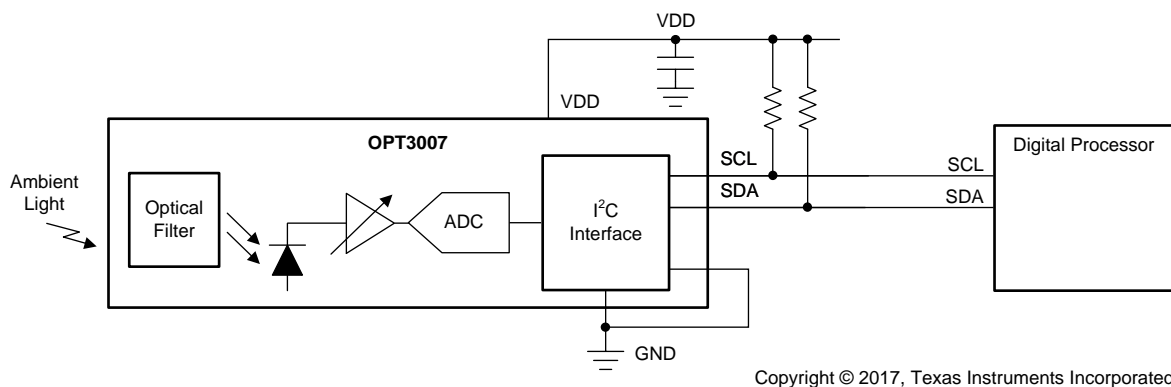 VDD
VDD
OPT3007
Ambient
Light
Optical
Filter
ADC
I²C
Interface
SCL
SDA
SCL
SDA
Digital Processor
GND
Copyright © 2017, Texas Instruments Incorporated